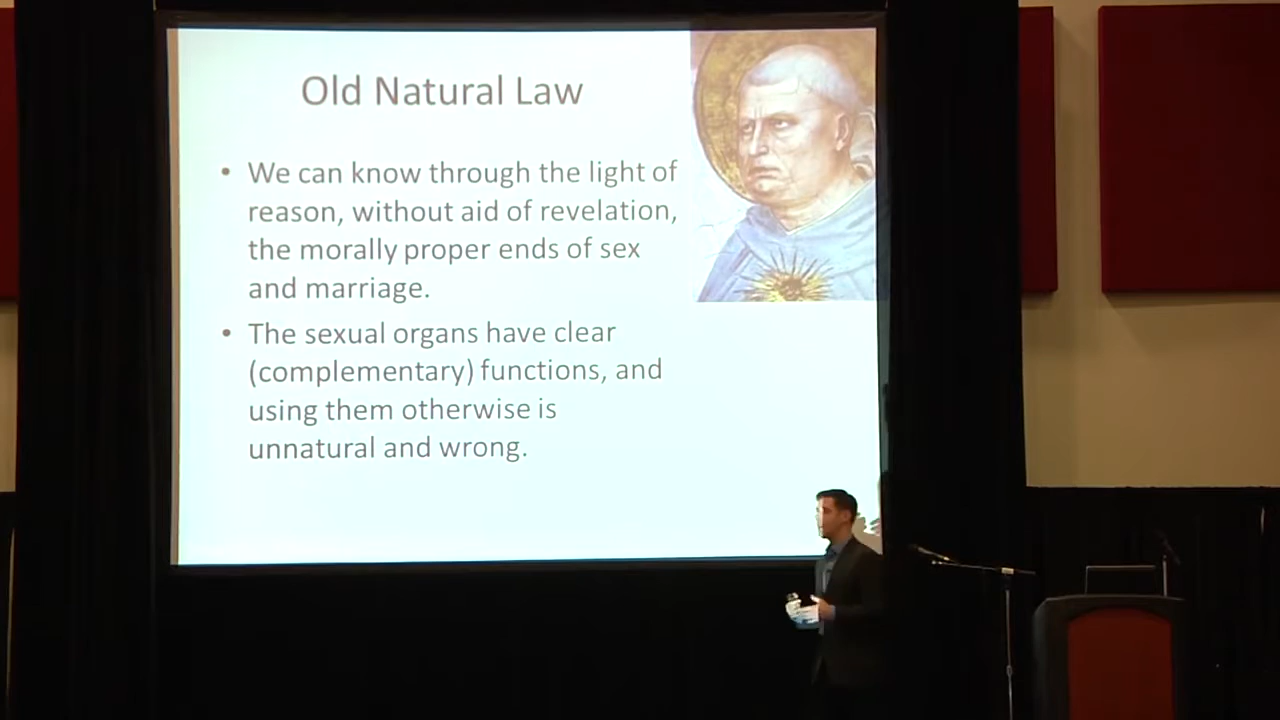 Old Natural Law
• We can know through the light of
reason, without aid of revelation,
the morally proper ends of sex
and marriage.
• The sexual organs have clear
(complementary) functions, and
using them otherwise is
unnatural and wrong.